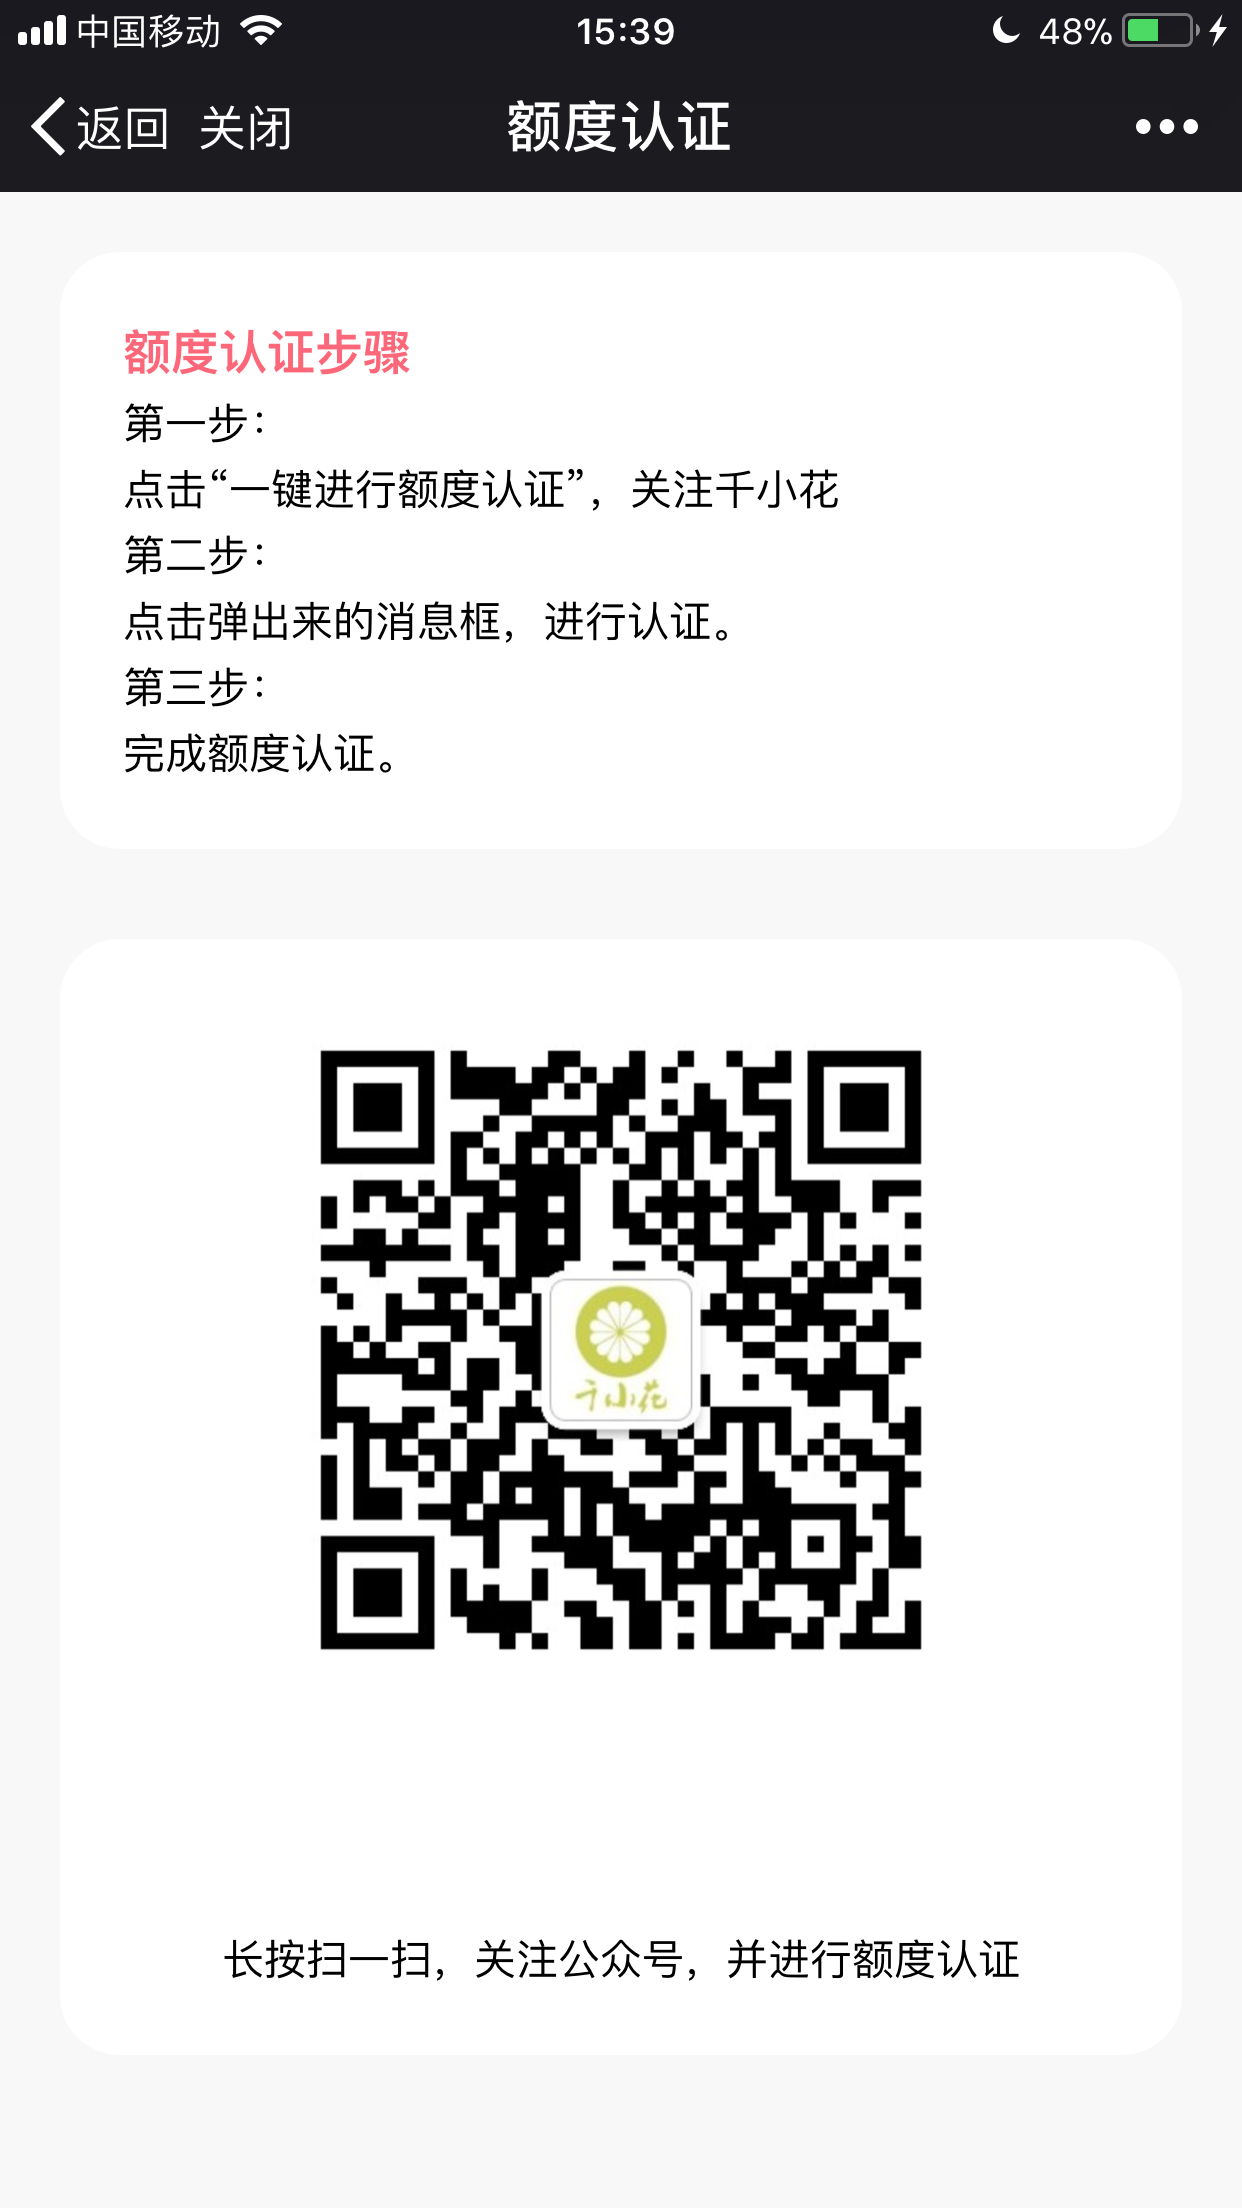 中国移动 15:39 48%
返回 关闭 额度认证
额度认证步骤
第一步：
点击“一键进行额度认证”，关注千小花
第二步：
点击弹出来的消息框，进行认证。
第三步：
完成额度认证。
千小花
长按扫一扫，关注公众号，并进行额度认证